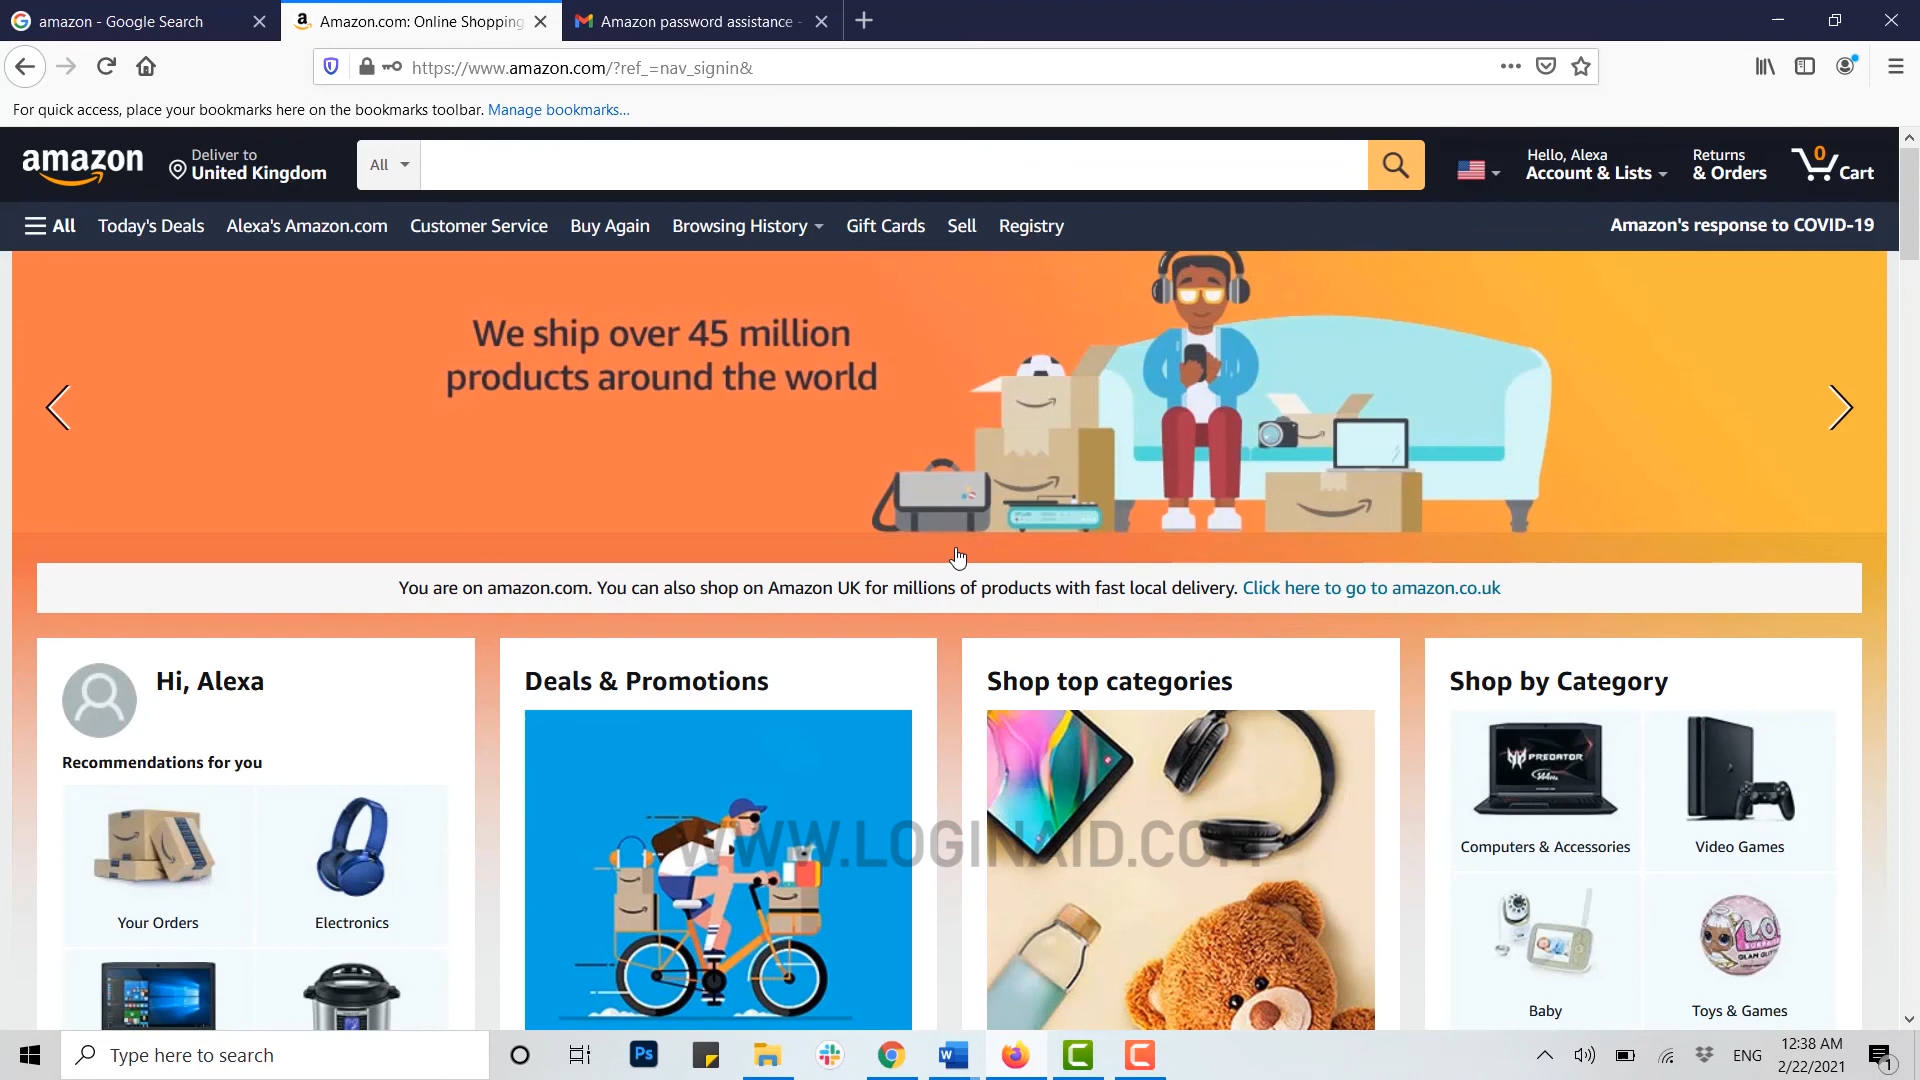 amazon - Google Search
Amazon.com: Online Shopping
Amazon password assistance -
https://www.amazon.com/?ref_=nav_signin&
For quick access, place your bookmarks here on the bookmarks toolbar. Manage bookmarks...
amazon
Deliver to
United Kingdom
All
Hello, Alexa
Account & Lists
Returns
& Orders
0
Cart
All
Today's Deals
Alexa's Amazon.com
Customer Service
Buy Again
Browsing History
Gift Cards
Sell
Registry
Amazon's response to COVID-19
We ship over 45 million
products around the world
You are on amazon.com. You can also shop on Amazon UK for millions of products with fast local delivery. Click here to go to amazon.co.uk
Hi, Alexa
Recommendations for you
Your Orders
Electronics
Deals & Promotions
Shop top categories
Shop by Category
PREDATOR
144Hz
Computers & Accessories
Video Games
Baby
Toys & Games
WWW.LOGINAID.COM
Type here to search
Ps
W
ENG
12:38 AM
2/22/2021
1